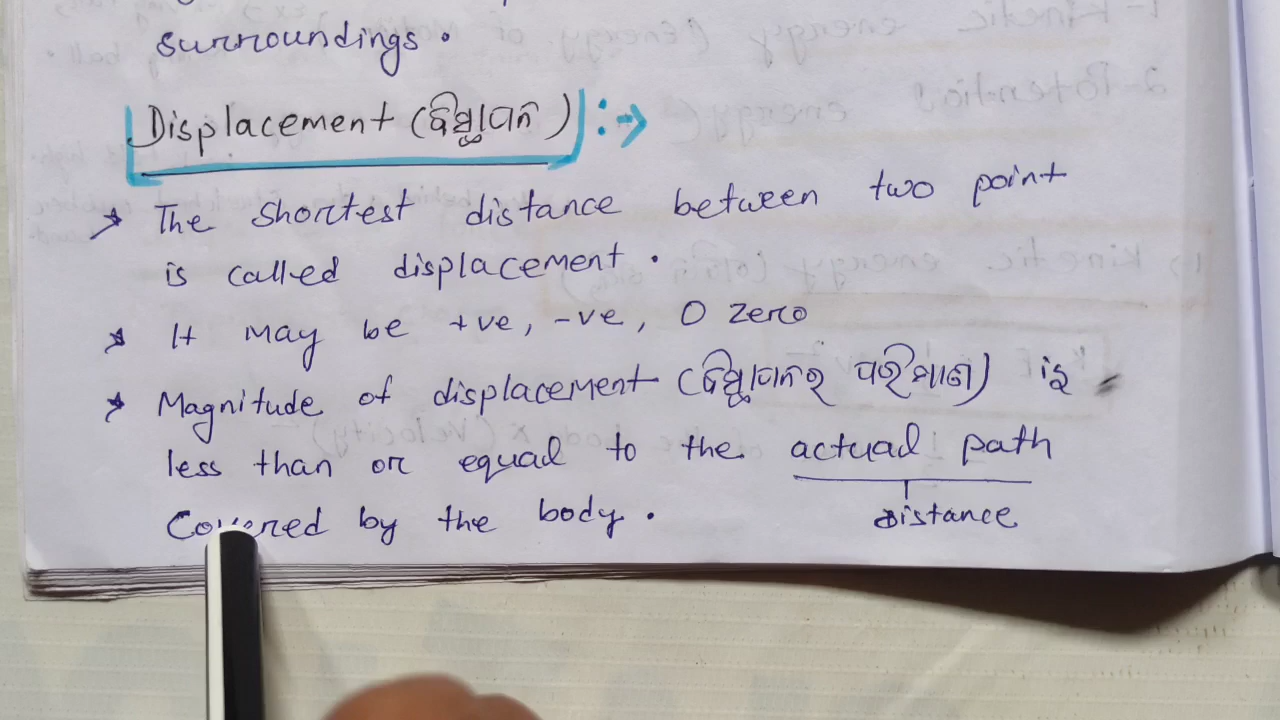 surroundings.
Displacement (ବିସ୍ଥାପନ) :→
→ The shortest distance between two point
is called displacement.
→ It may be +ve, -ve, 0 zero
→ Magnitude of displacement (ବିସ୍ଥାପନର ପରିମାଣ) is
less than or equal to the actual path
distance
Covered by the body.